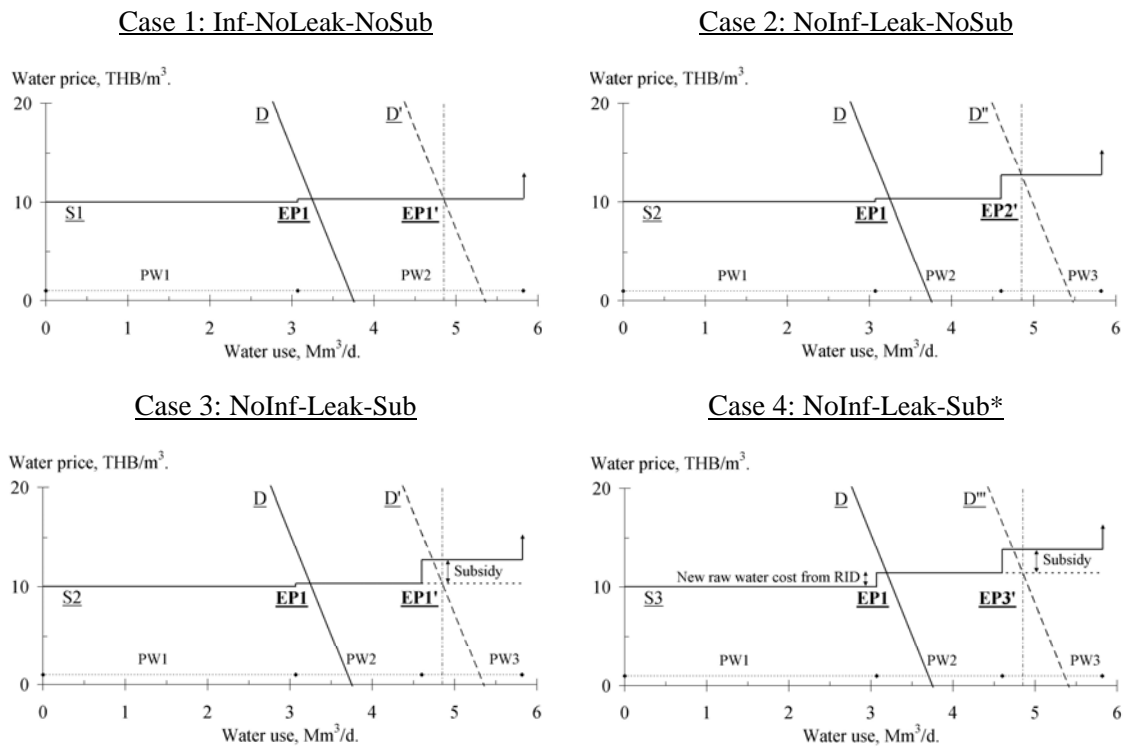 Case 1: Inf-NoLeak-NoSub
Water price, THB/m³.
20
D
D'
10
S1
EP1
EP1'
PW1
PW2
0
0 1 2 3 4 5 6
Water use, Mm³/d.
Case 2: NoInf-Leak-NoSub
Water price, THB/m³.
20
D
D"
10
S2
EP1
EP2'
PW1
PW2
PW3
0
0 1 2 3 4 5 6
Water use, Mm³/d.
Case 3: NoInf-Leak-Sub
Water price, THB/m³.
20
D
D'
Subsidy
10
S2
EP1
EP1'
PW1
PW2
PW3
0
0 1 2 3 4 5 6
Water use, Mm³/d.
Case 4: NoInf-Leak-Sub*
Water price, THB/m³.
20
D
D'''
Subsidy
New raw water cost from RID
10
S3
EP1
EP3'
PW1
PW2
PW3
0
0 1 2 3 4 5 6
Water use, Mm³/d.